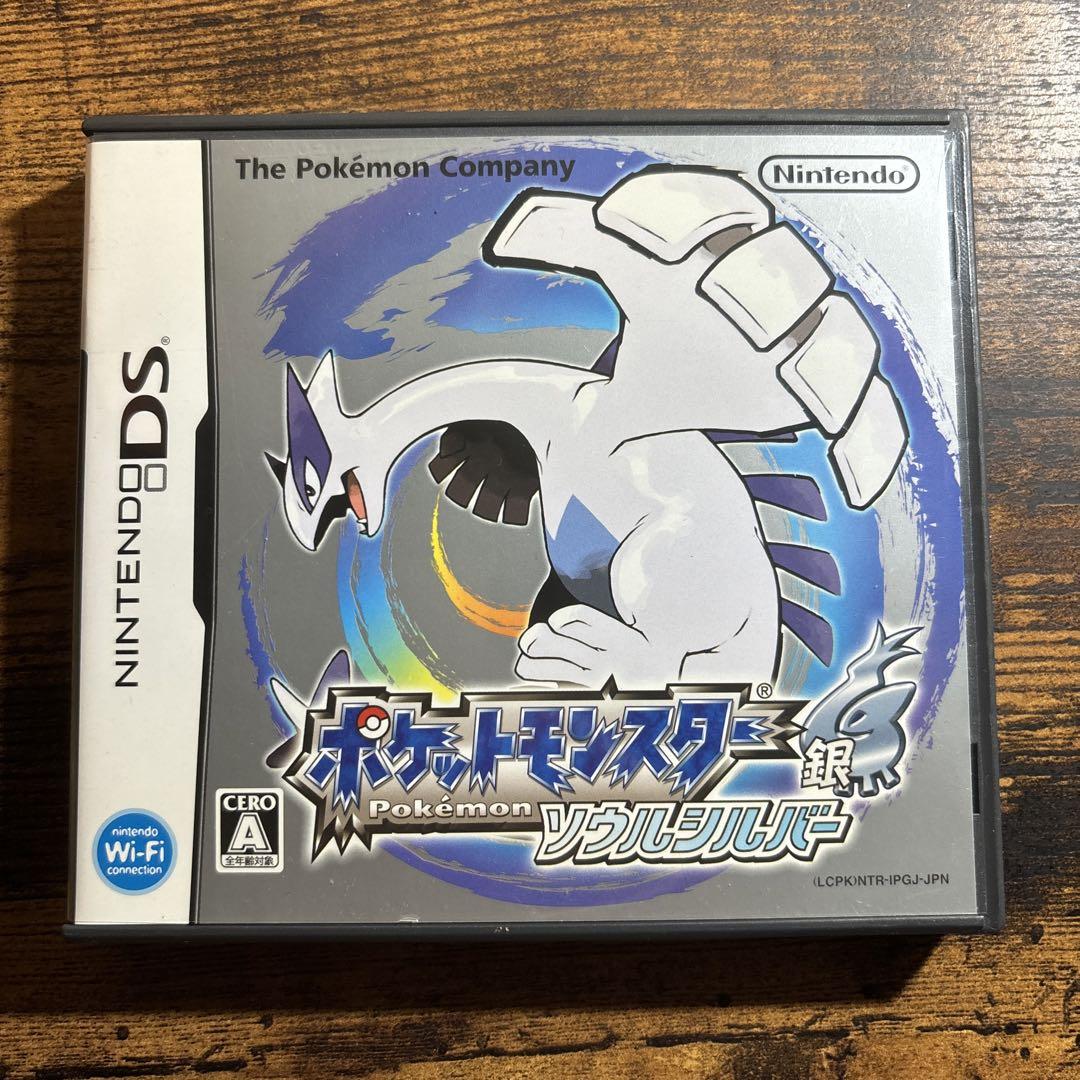 The Pokémon Company
Nintendo®
NINTENDO DS®
ポケットモンスター®
銀
Pokémon
ソウルシルバー
CERO
A
全年齢対象
nintendo
Wi-Fi
connection
(LCPK)NTR-IPGJ-JPN